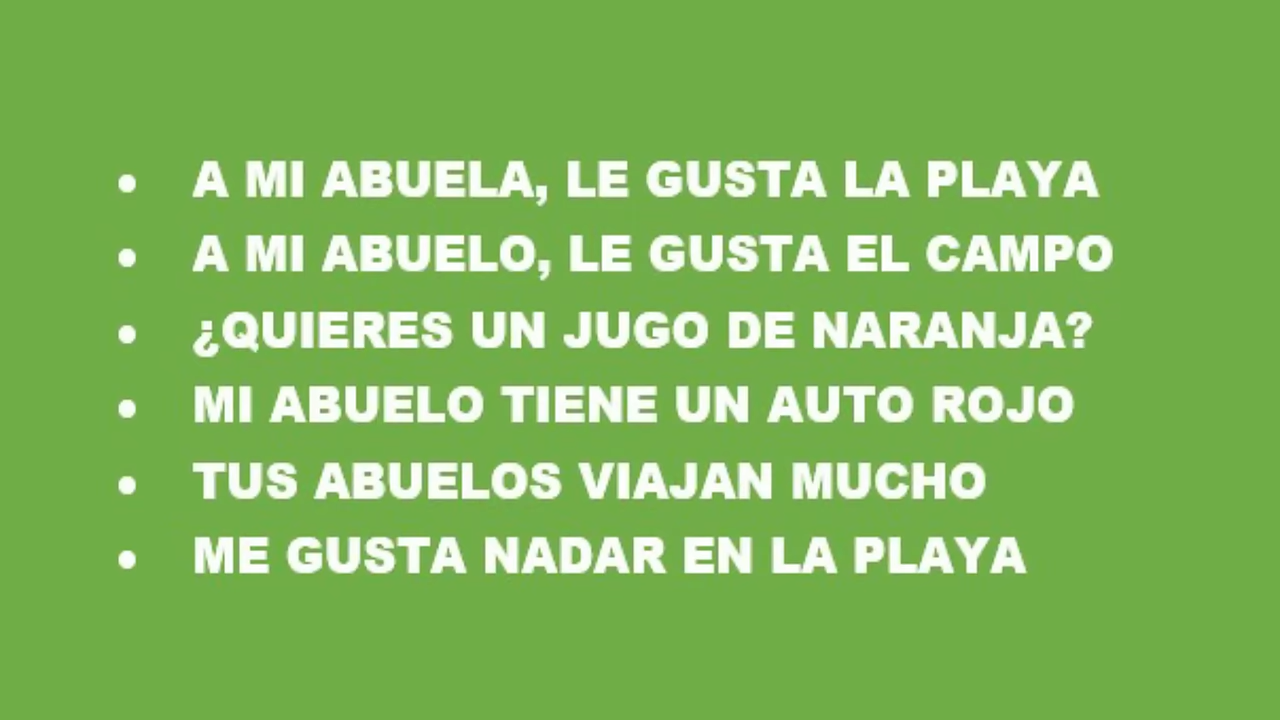 • A MI ABUELA, LE GUSTA LA PLAYA
• A MI ABUELO, LE GUSTA EL CAMPO
• ¿QUIERES UN JUGO DE NARANJA?
• MI ABUELO TIENE UN AUTO ROJO
• TUS ABUELOS VIAJAN MUCHO
• ME GUSTA NADAR EN LA PLAYA